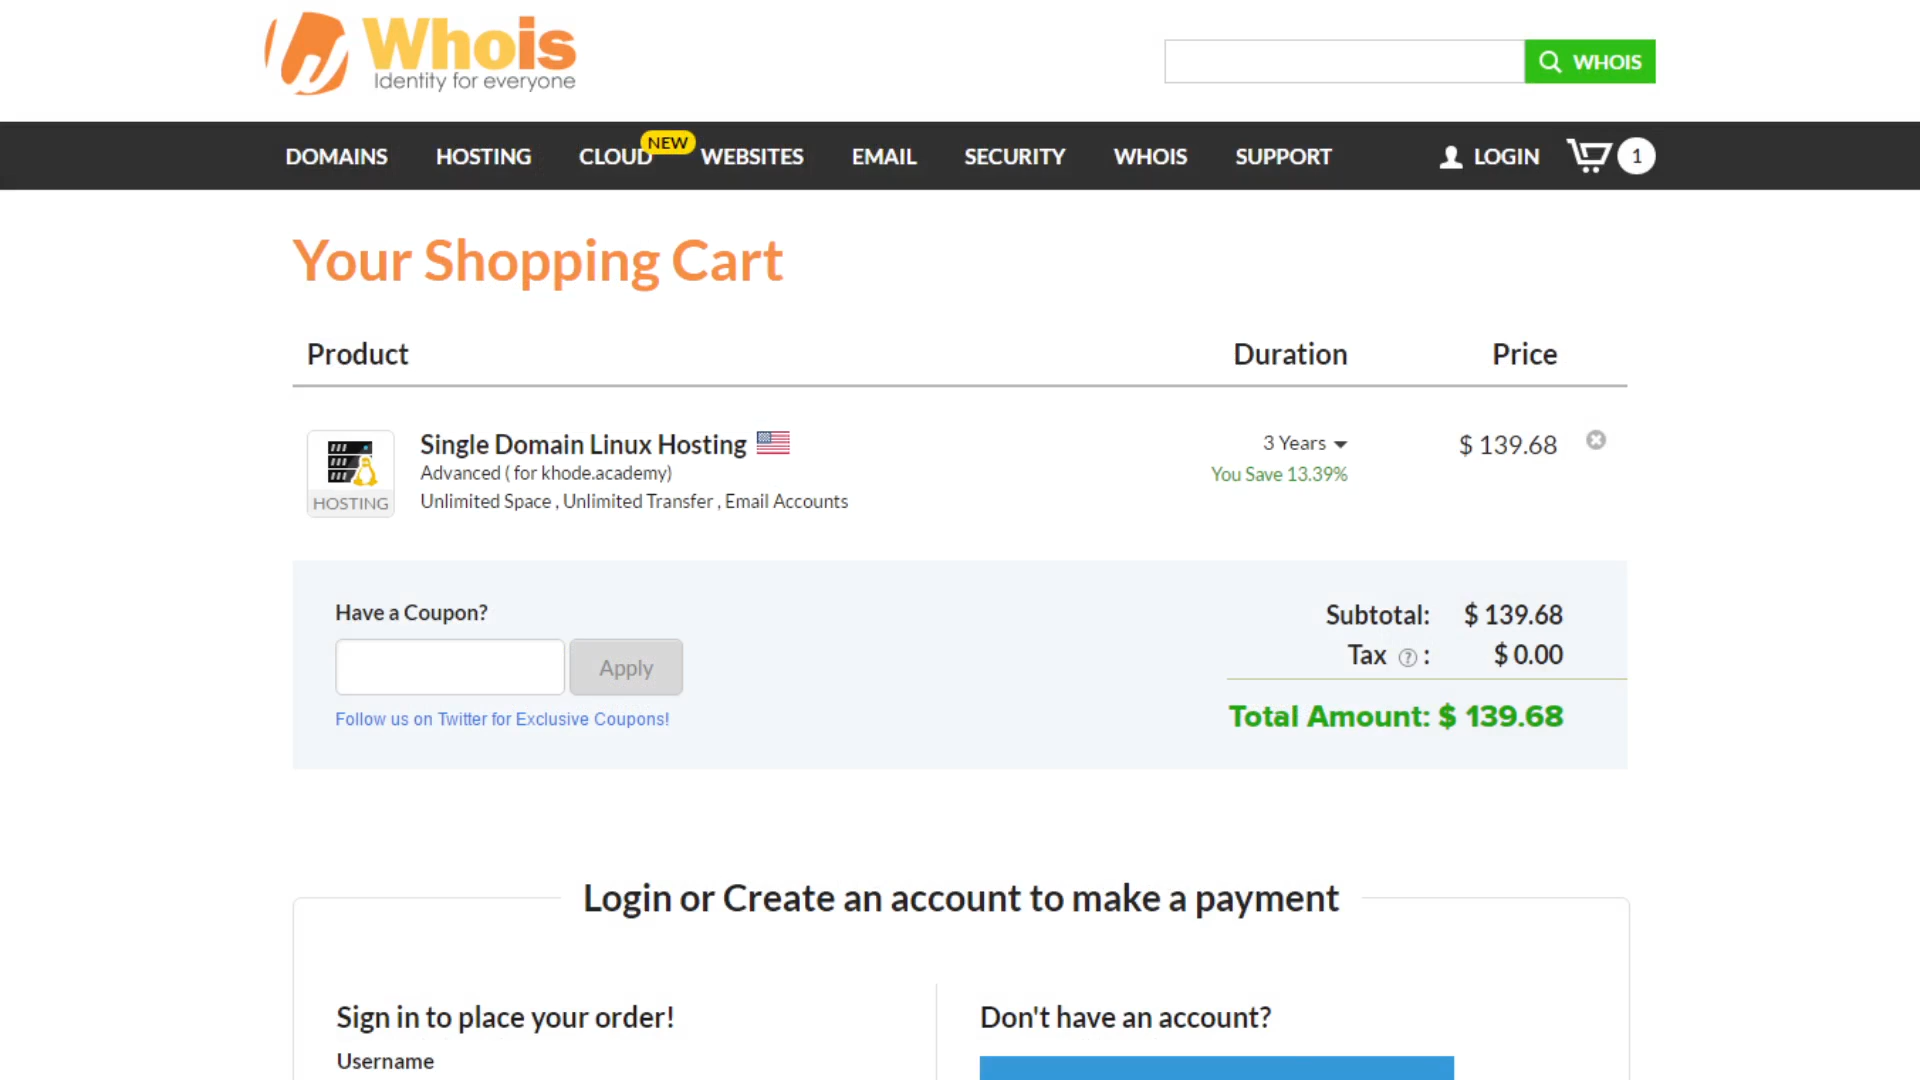 Whois
Identity for everyone
WHOIS
DOMAINS HOSTING CLOUD NEW WEBSITES EMAIL SECURITY WHOIS SUPPORT LOGIN 1
Your Shopping Cart
Product Duration Price
Single Domain Linux Hosting 3 Years $ 139.68
Advanced ( for khode.academy) You Save 13.39%
HOSTING Unlimited Space , Unlimited Transfer , Email Accounts
Have a Coupon? Subtotal: $ 139.68
Apply Tax ? : $ 0.00
Follow us on Twitter for Exclusive Coupons! Total Amount: $ 139.68
Login or Create an account to make a payment
Sign in to place your order! Don't have an account?
Username